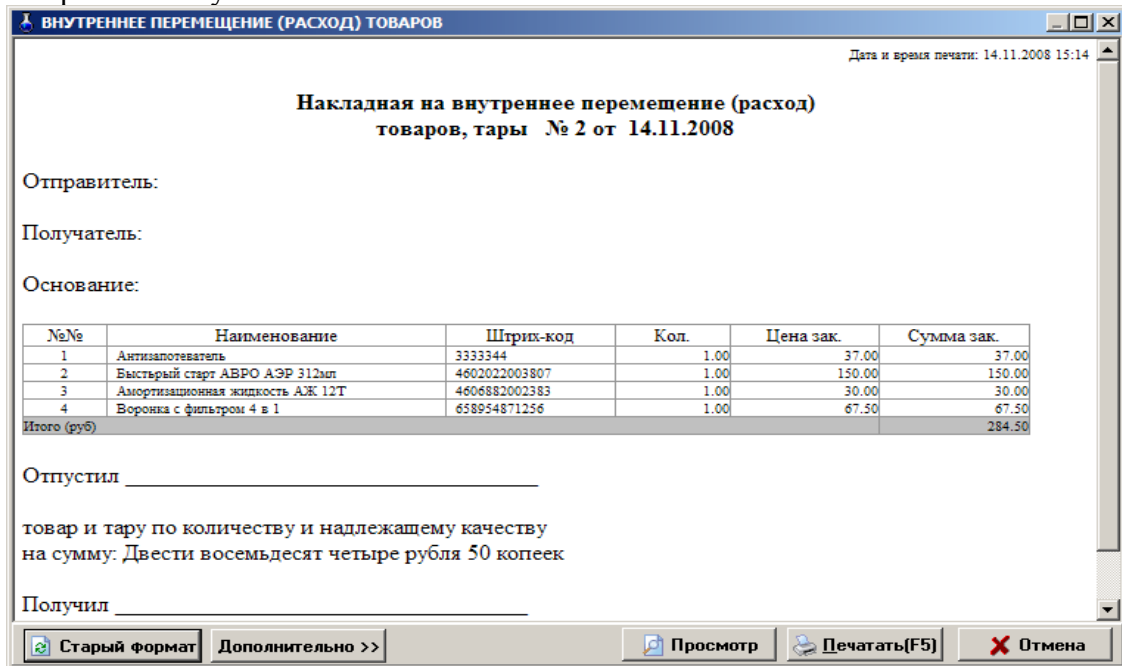 ВНУТРЕННЕЕ ПЕРЕМЕЩЕНИЕ (РАСХОД) ТОВАРОВ
Дата и время печати: 14.11.2008 15:14
Накладная на внутреннее перемещение (расход)
товаров, тары № 2 от 14.11.2008
Отправитель:
Получатель:
Основание:
№№ Наименование Штрих-код Кол. Цена зак. Сумма зак.
1 Антизапотеватель 3333344 1.00 37.00 37.00
2 Быстерый старт АВРО АЭР 312мл 4602022003807 1.00 150.00 150.00
3 Амортизационная жидкость АЖ 12Т 4606882002383 1.00 30.00 30.00
4 Воронка с фильтром 4 в 1 658954871256 1.00 67.50 67.50
Итого (руб) 284.50
Отпустил
товар и тару по количеству и надлежащему качеству
на сумму: Двести восемьдесят четыре рубля 50 копеек
Получил
Старый формат Дополнительно >> Просмотр Печатать(F5) Отмена